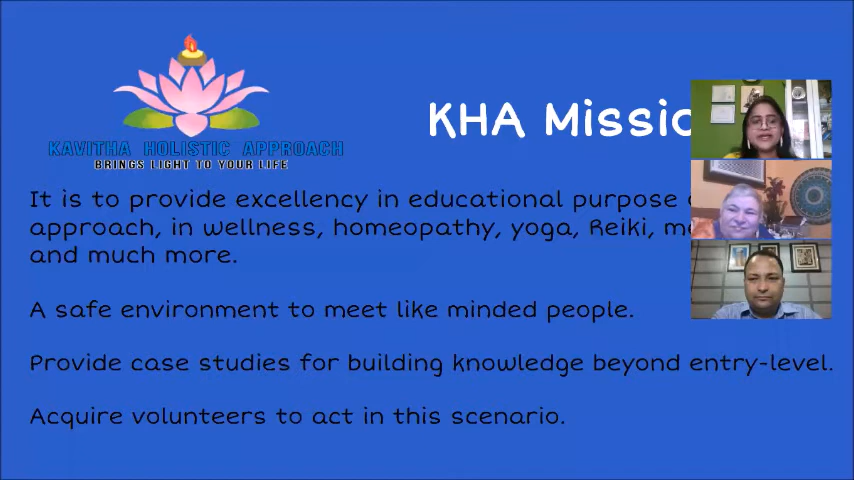 KAVITHA HOLISTIC APPROACH
BRINGS LIGHT TO YOUR LIFE
KHA Missio
It is to provide excellency in educational purpose
approach, in wellness, homeopathy, yoga, Reiki,
and much more.
A safe environment to meet like minded people.
Provide case studies for building knowledge beyond entry-level.
Acquire volunteers to act in this scenario.